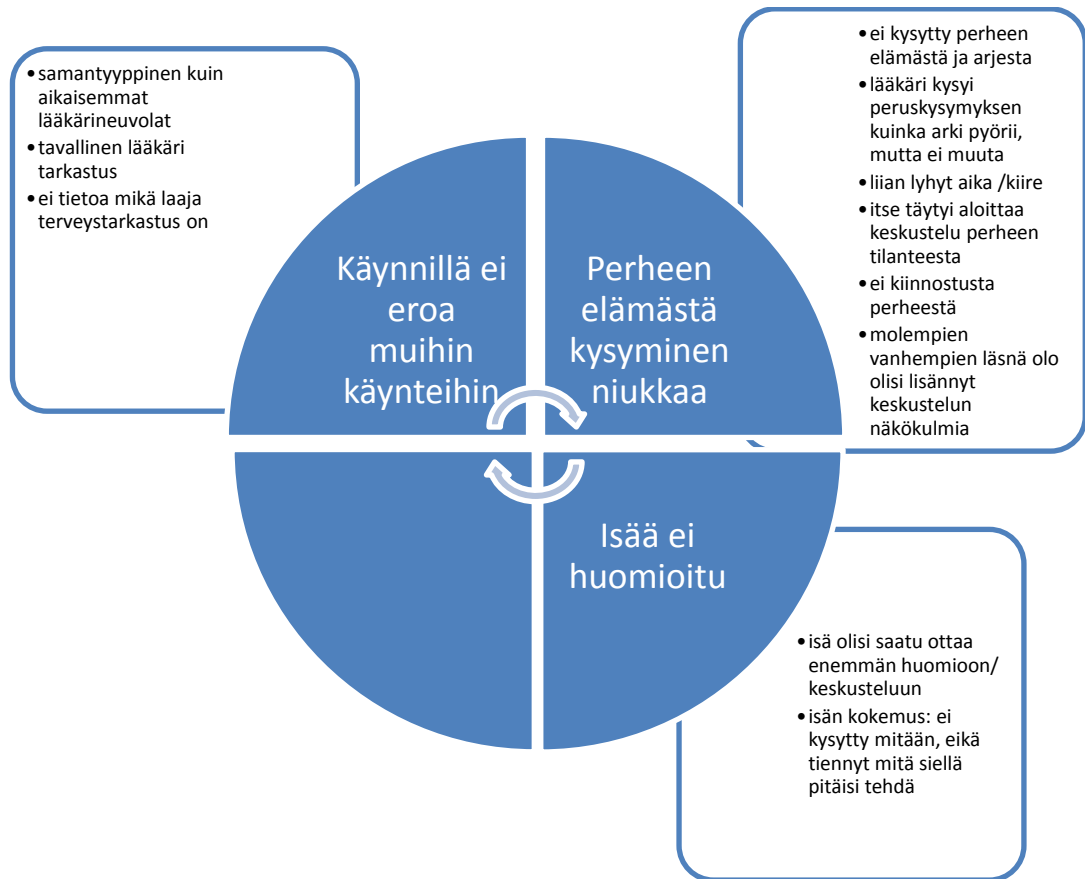 •samantyyppinen kuin
aikaisemmat
lääkärineuvolat
•tavallinen lääkäri
tarkastus
•ei tietoa mikä laaja
terveystarkastus on
Käynnillä ei
eroa
muihin
käynteihin
Perheen
elämästä
kysyminen
niukkaa
•ei kysytty perheen
elämästä ja arjesta
•lääkäri kysyi
peruskysymyksen
kuinka arki pyörii,
mutta ei muuta
•liian lyhyt aika /kiire
•itse täytyi aloittaa
keskustelu perheen
tilanteesta
•ei kiinnostusta
perheestä
•molempien
vanhempien läsnä olo
olisi lisännyt
keskustelun
näkökulmia
Isää ei
huomioitu
•isä olisi saatu ottaa
enemmän huomioon/
keskusteluun
•isän kokemus: ei
kysytty mitään, eikä
tiennyt mitä siellä
pitäisi tehdä